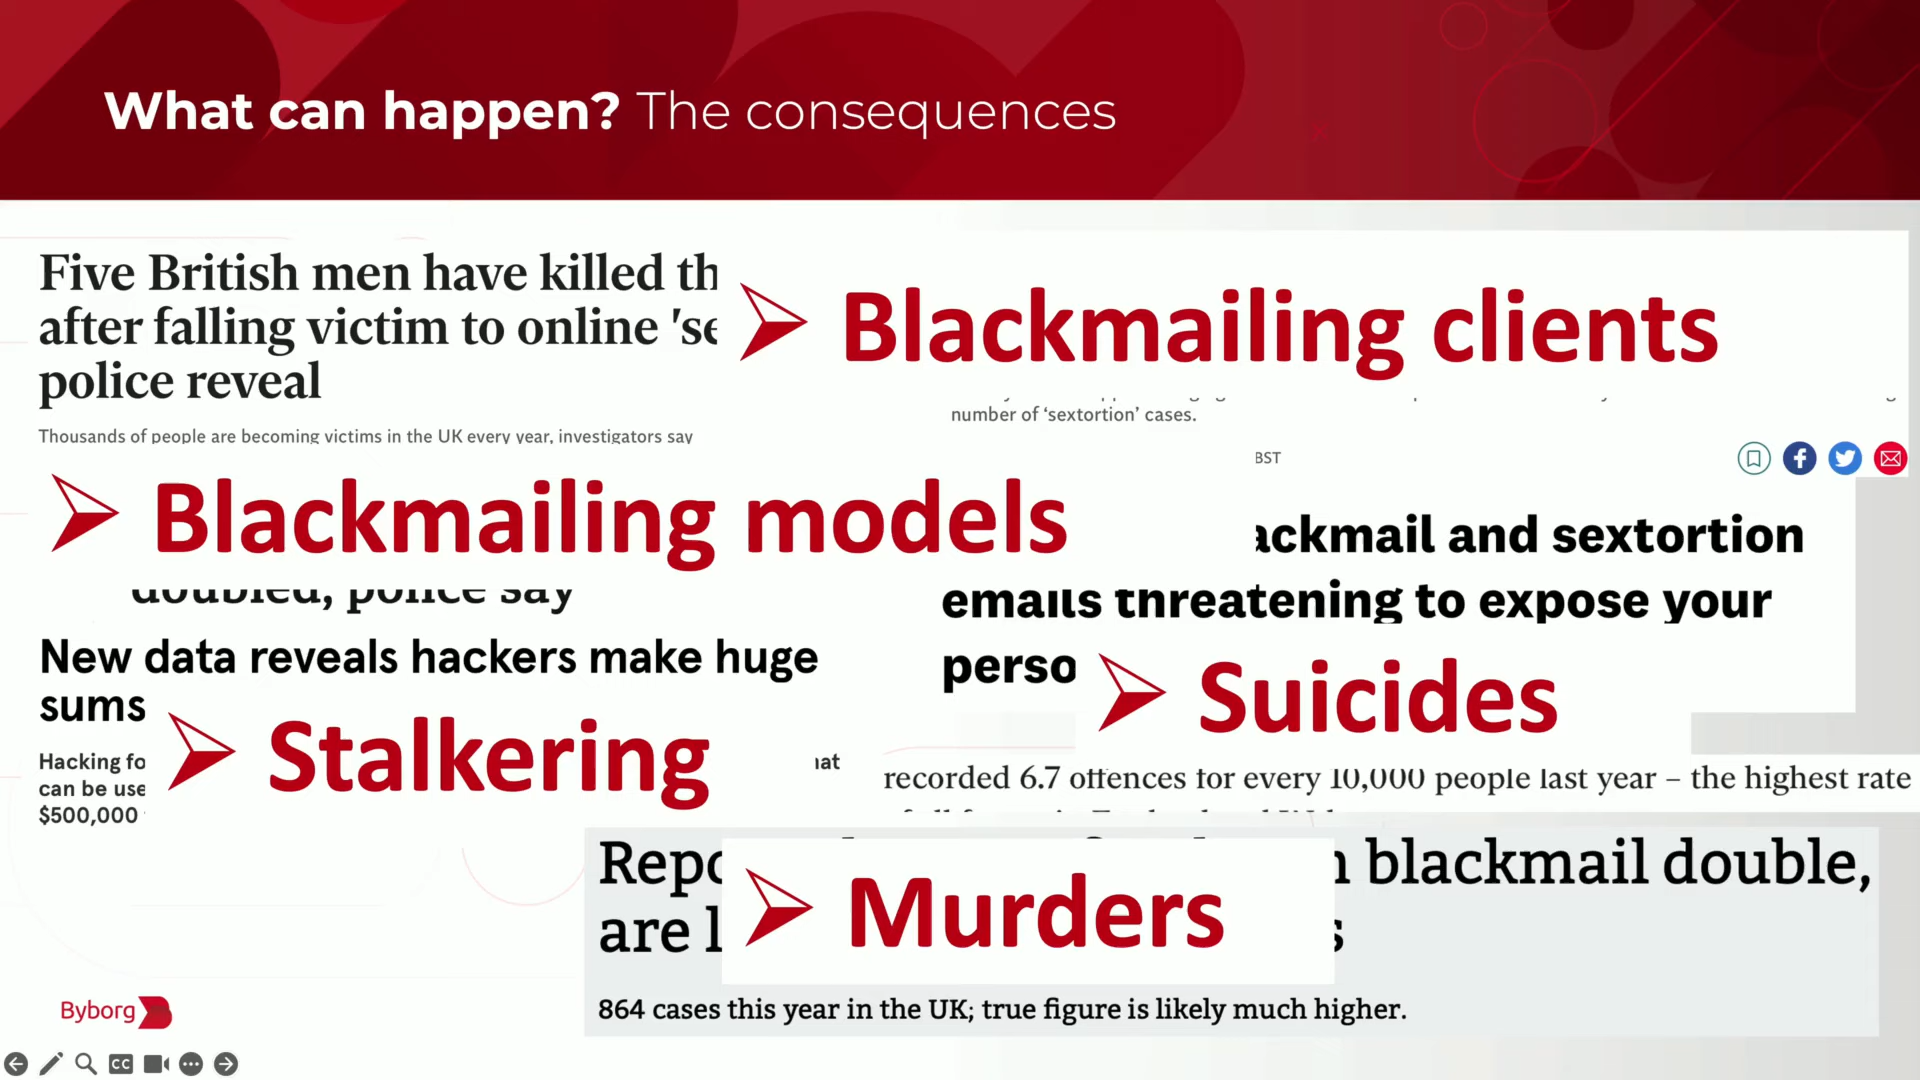 What can happen? The consequences
Five British men have killed th
after falling victim to online 'se
police reveal
Thousands of people are becoming victims in the UK every year, investigators say
Blackmailing clients
number of ‘sextortion’ cases.
BST
Blackmailing models
ackmail and sextortion
emails threatening to expose your
perso
doubled, police say
New data reveals hackers make huge
sums
Suicides
Stalkering
Hacking fo
hat
can be use
$500,000
recorded 6.7 offences for every 10,000 people last year – the highest rate
Repo
n blackmail double,
are l
s
Murders
864 cases this year in the UK; true figure is likely much higher.
Byborg
CC